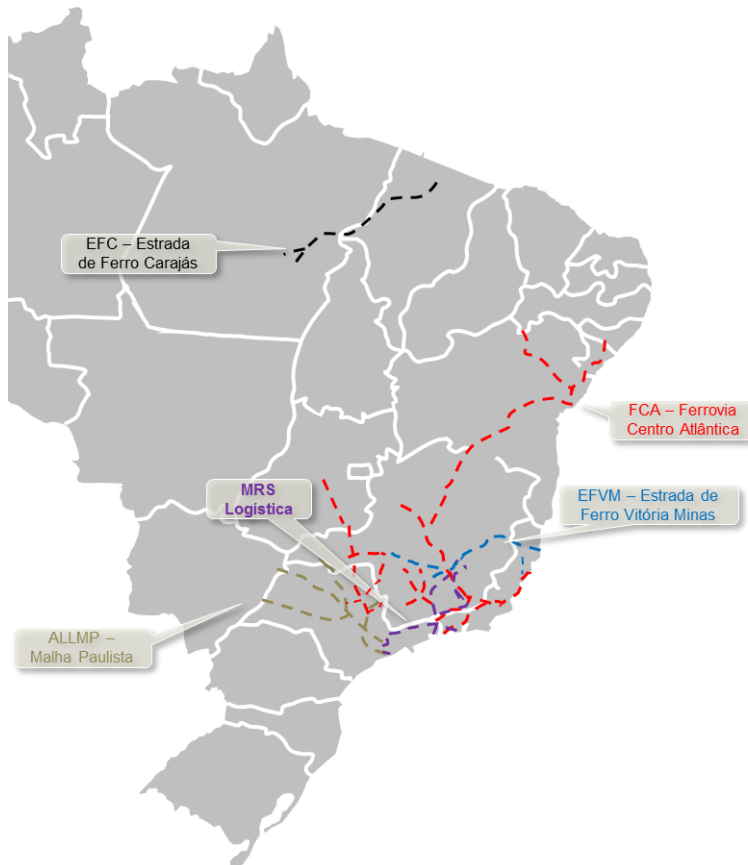 EFC – Estrada
de Ferro Carajás
FCA – Ferrovia
Centro Atlântica
MRS
Logística
EFVM – Estrada de
Ferro Vitória Minas
ALLMP –
Malha Paulista